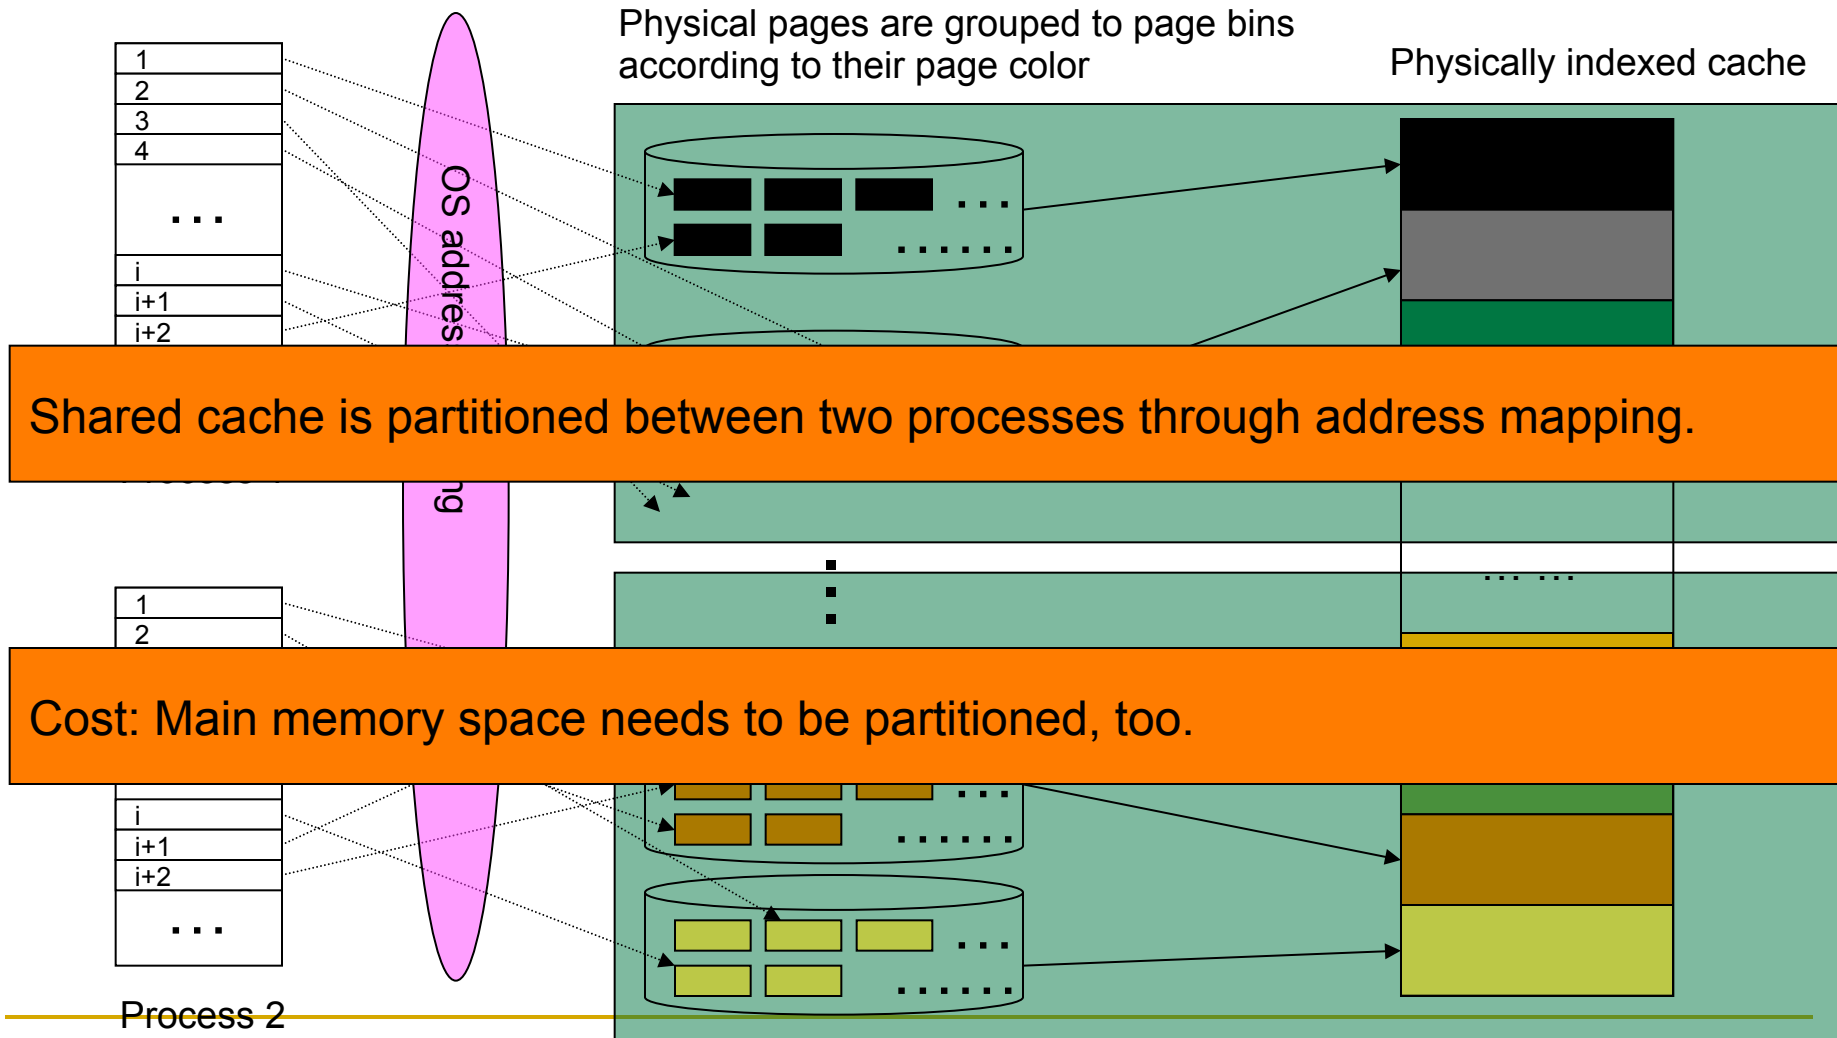 Physical pages are grouped to page bins
according to their page color
Physically indexed cache
1
2
3
4
...
i
i+1
i+2
OS address
ng
... 
......
Shared cache is partitioned between two processes through address mapping.
... ...
1
2
Cost: Main memory space needs to be partitioned, too.
i
i+1
i+2
...
...
......
...
......
Process 2